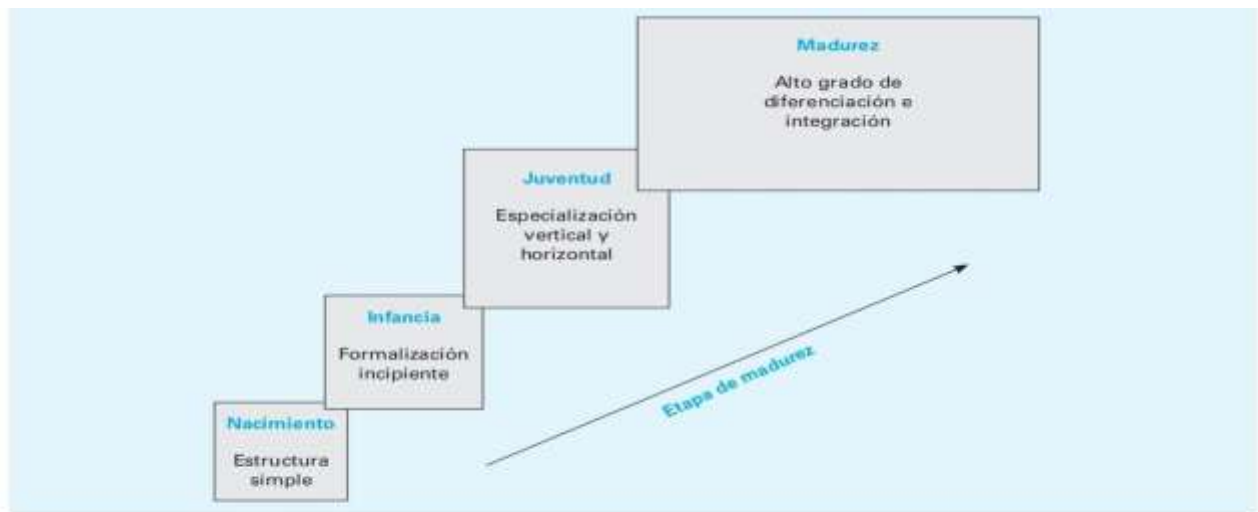 Madurez
Alto grado de
diferenciación e
integración
Juventud
Especialización
vertical y
horizontal
Infancia
Formalización
incipiente
Nacimiento
Estructura
simple
Etapa de madurez